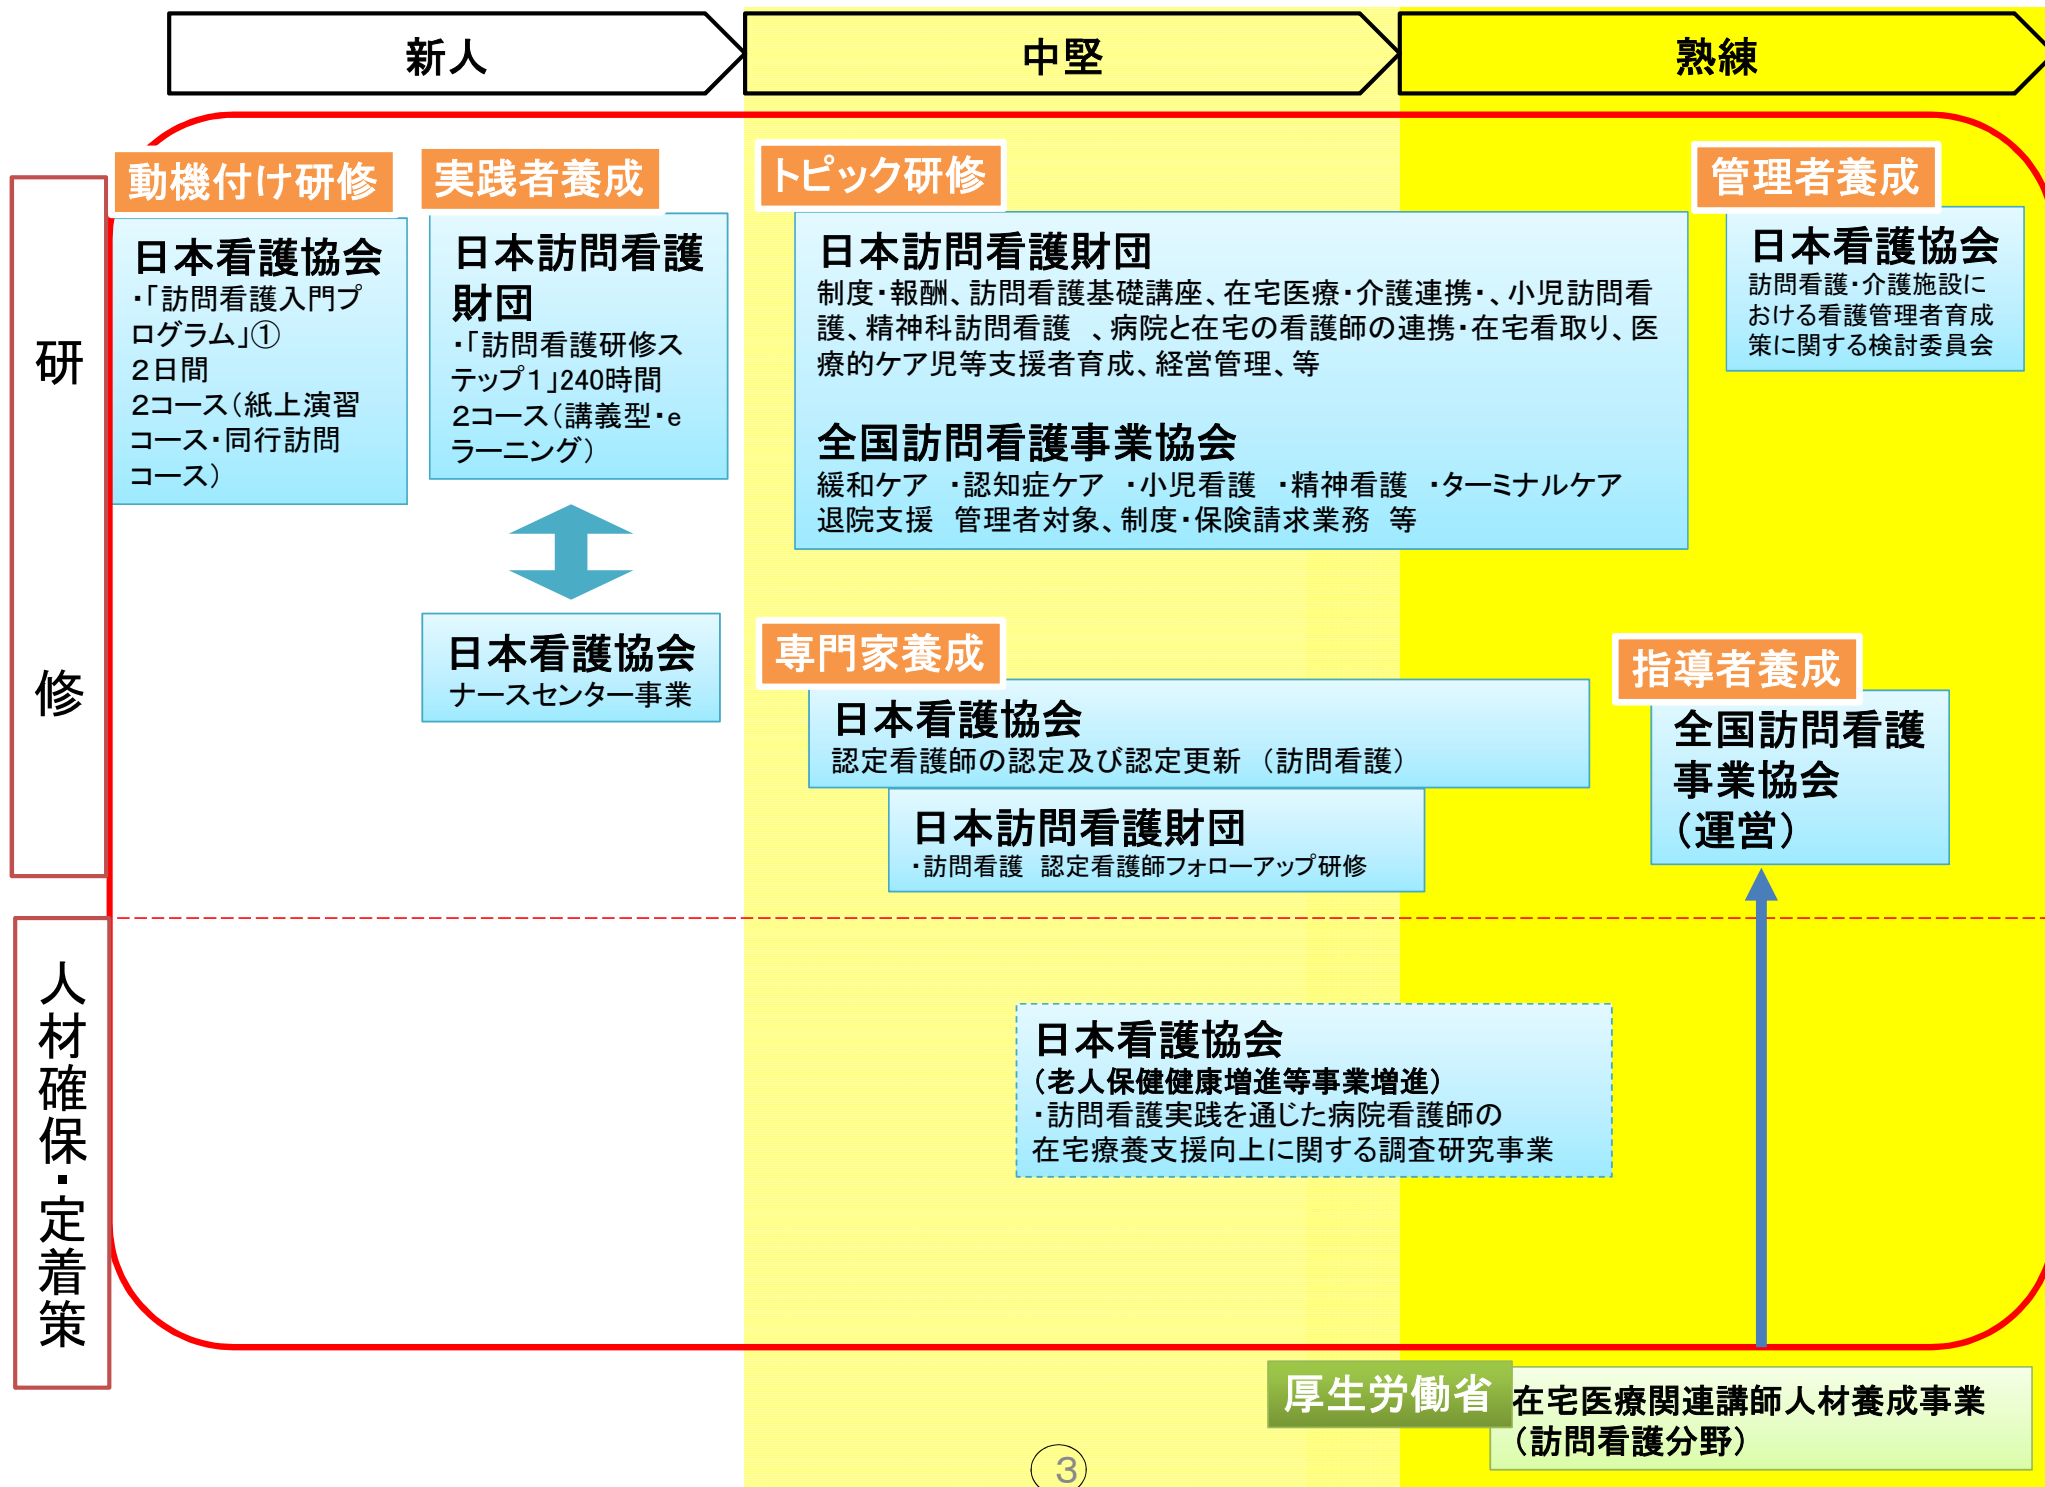 新人
中堅
熟練
研修
動機付け研修
日本看護協会
・「訪問看護入門プ
ログラム」①
２日間
２コース（紙上演習
コース・同行訪問
コース）
実践者養成
日本訪問看護
財団
・「訪問看護研修ス
テップ１」240時間
２コース（講義型・e
ラーニング）
日本看護協会
ナースセンター事業
トピック研修
日本訪問看護財団
制度・報酬、訪問看護基礎講座、在宅医療・介護連携・、小児訪問看
護、精神科訪問看護　、病院と在宅の看護師の連携・在宅看取り、医
療的ケア児等支援者育成、経営管理、等
全国訪問看護事業協会
緩和ケア　・認知症ケア　・小児看護　・精神看護　・ターミナルケア
退院支援　管理者対象、制度・保険請求業務　等
管理者養成
日本看護協会
訪問看護・介護施設に
おける看護管理者育成
策に関する検討委員会
専門家養成
日本看護協会
認定看護師の認定及び認定更新　（訪問看護）
日本訪問看護財団
・訪問看護　認定看護師フォローアップ研修
指導者養成
全国訪問看護
事業協会
（運営）
人材確保・定着策
日本看護協会
（老人保健健康増進等事業増進）
・訪問看護実践を通じた病院看護師の
在宅療養支援向上に関する調査研究事業
厚生労働省
在宅医療関連講師人材養成事業
（訪問看護分野）
3